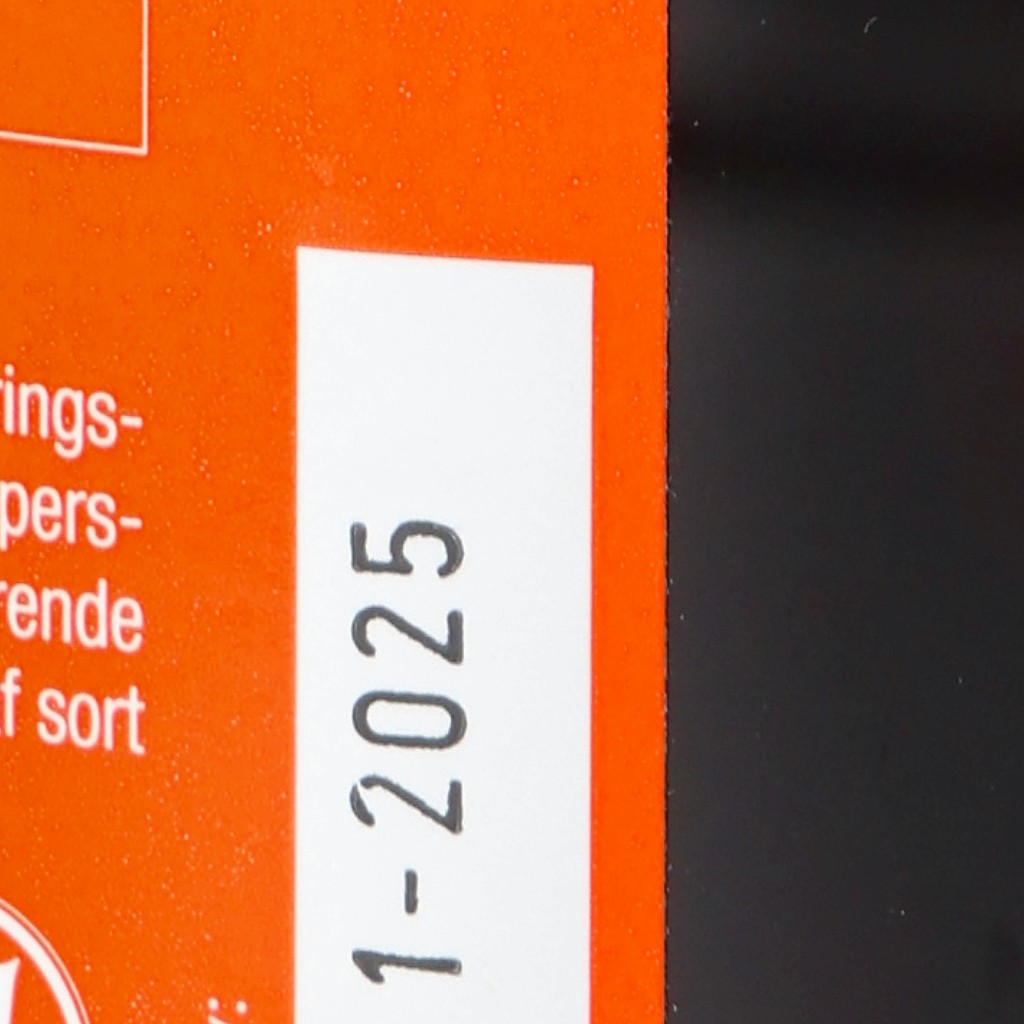 rings-
pers-
rende
f sort
1-2025